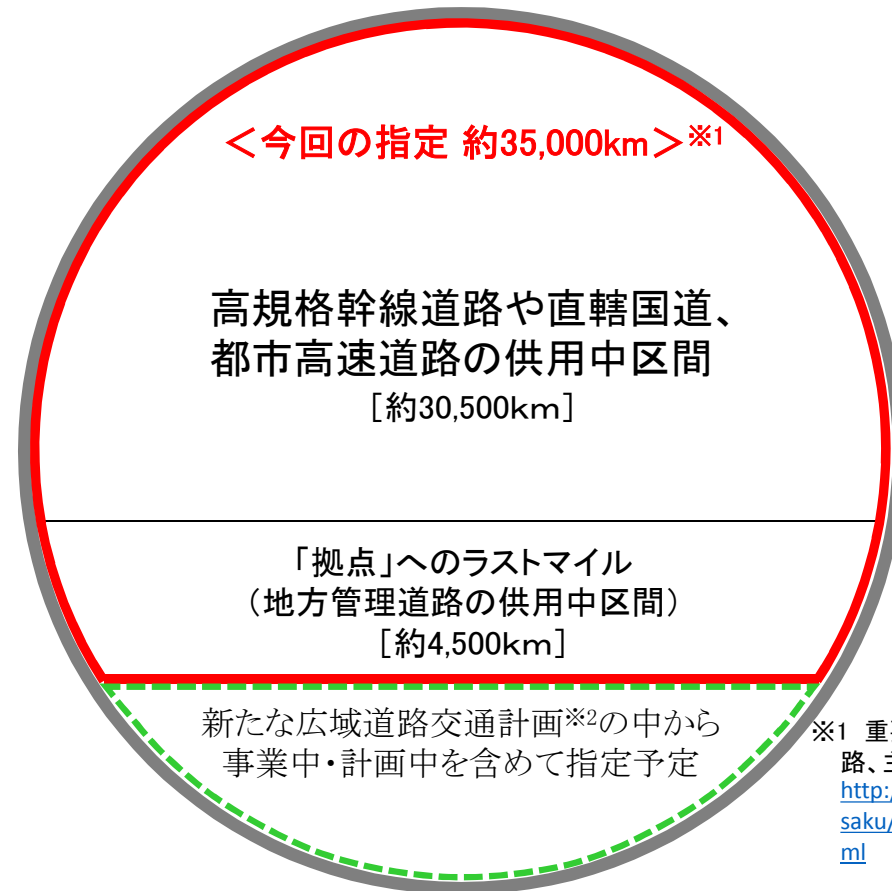 ＜今回の指定 約35,000km＞※1
高規格幹線道路や直轄国道、
都市高速道路の供用中区間
［約30,500km］
「拠点」へのラストマイル
（地方管理道路の供用中区間）
［約4,500km］
新たな広域道路交通計画※2の中から
事業中・計画中を含めて指定予定
※1 重
路、主
http:/
saku/
ml